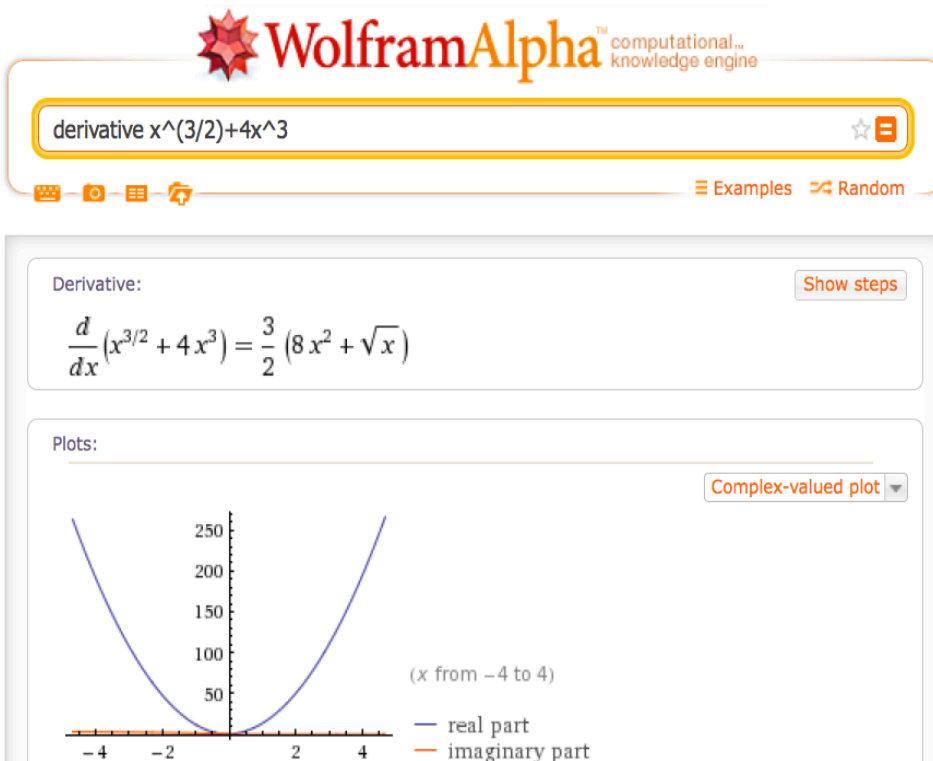 WolframAlpha™ computational..
knowledge engine
derivative x^(3/2)+4x^3
Examples Random
Derivative:
Show steps
d/dx (x^{3/2} + 4 x^3) = 3/2 (8 x^2 + √x)
Plots:
Complex-valued plot
250
200
150
100
50
−4 −2 2 4
(x from −4 to 4)
real part
imaginary part